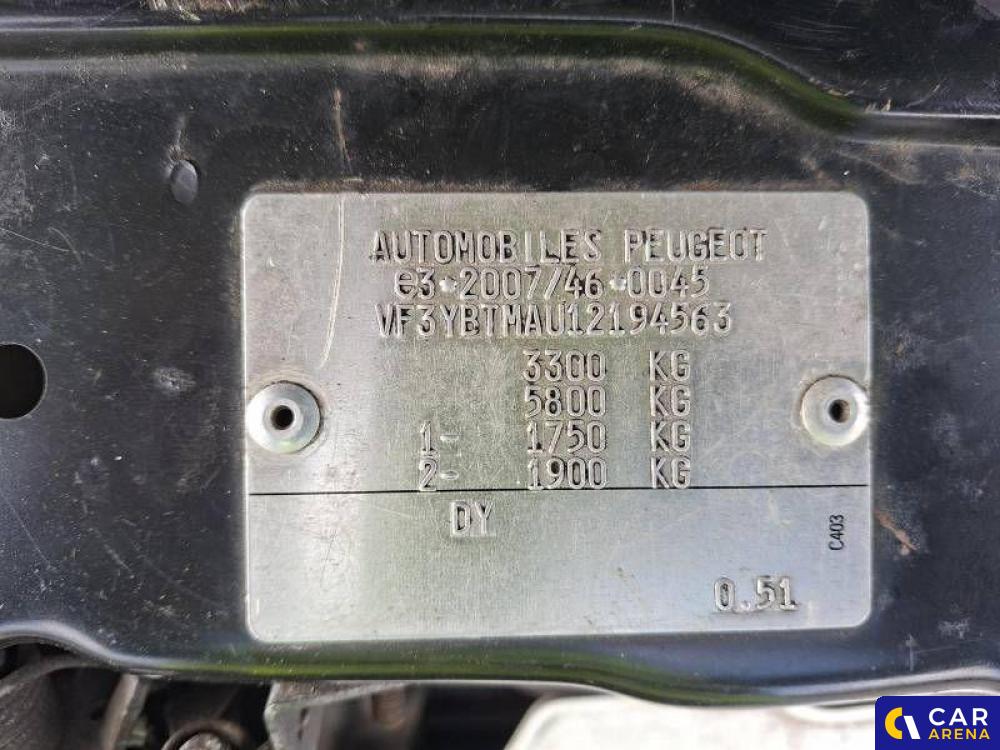 AUTOMOBILES PEUGEOT
e3*2007/46*0045
VF3YBTMAU12194563
3300 KG
5800 KG
1- 1750 KG
2- 1900 KG
DY
C403
0.51
CAR
ARENA